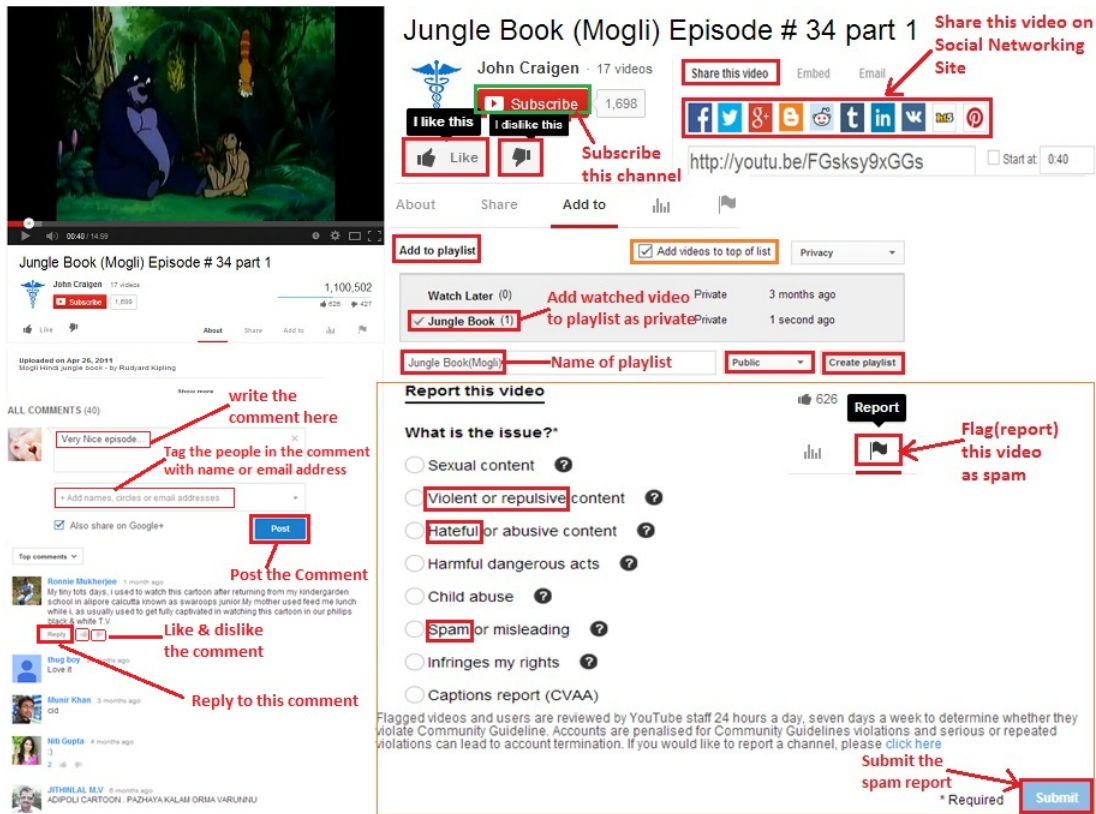 00:40 / 14:59
Jungle Book (Mogli) Episode # 34 part 1
John Craigen · 17 videos
Subscribe 1,699
1,100,502
626 427
Like
About Share Add to
Uploaded on Apr 26, 2011
Mogli Hindi jungle book - by Rudyard Kipling
Show more
ALL COMMENTS (40)
write the
comment here
Very Nice episode...
Tag the people in the comment
with name or email address
+ Add names, circles or email addresses
Also share on Google+
Post
Post the Comment
Top comments
Ronnie Mukherjee 1 month ago
My tiny tots days, i used to watch this cartoon after returning from my kindergarden
school in alipore calcutta known as swaroops junior.My mother used feed me lunch
while i, as usually used to get fully captivated in watching this cartoon in our philips
black & white T.V
Reply
Like & dislike
the comment
Reply to this comment
thug boy months ago
Love it
Munir Khan 3 months ago
cid
Niti Gupta 4 months ago
:)
2
JITHINLAL M.V 6 months ago
ADIPOLI CARTOON . PAZHAYA KALAM ORMA VARUNNU
Jungle Book (Mogli) Episode # 34 part 1
John Craigen · 17 videos
Subscribe 1,698
I like this
I dislike this
Like
Subscribe
this channel
Share this video on
Social Networking
Site
Share this video Embed Email
f 8+ B t in hi5
http://youtu.be/FGsksy9xGGs
Start at: 0:40
About Share Add to
Add to playlist
Add videos to top of list
Privacy
Watch Later (0) Private 3 months ago
Jungle Book (1) Private 1 second ago
Add watched video
to playlist as private
Jungle Book(Mogli)
Name of playlist
Public
Create playlist
Report this video
626
Report
Flag(report)
this video
as spam
What is the issue?*
Sexual content ?
Violent or repulsive content ?
Hateful or abusive content ?
Harmful dangerous acts ?
Child abuse ?
Spam or misleading ?
Infringes my rights ?
Captions report (CVAA)
Flagged videos and users are reviewed by YouTube staff 24 hours a day, seven days a week to determine whether they
violate Community Guideline. Accounts are penalised for Community Guidelines violations and serious or repeated
violations can lead to account termination. If you would like to report a channel, please click here
Submit the
spam report
* Required
Submit